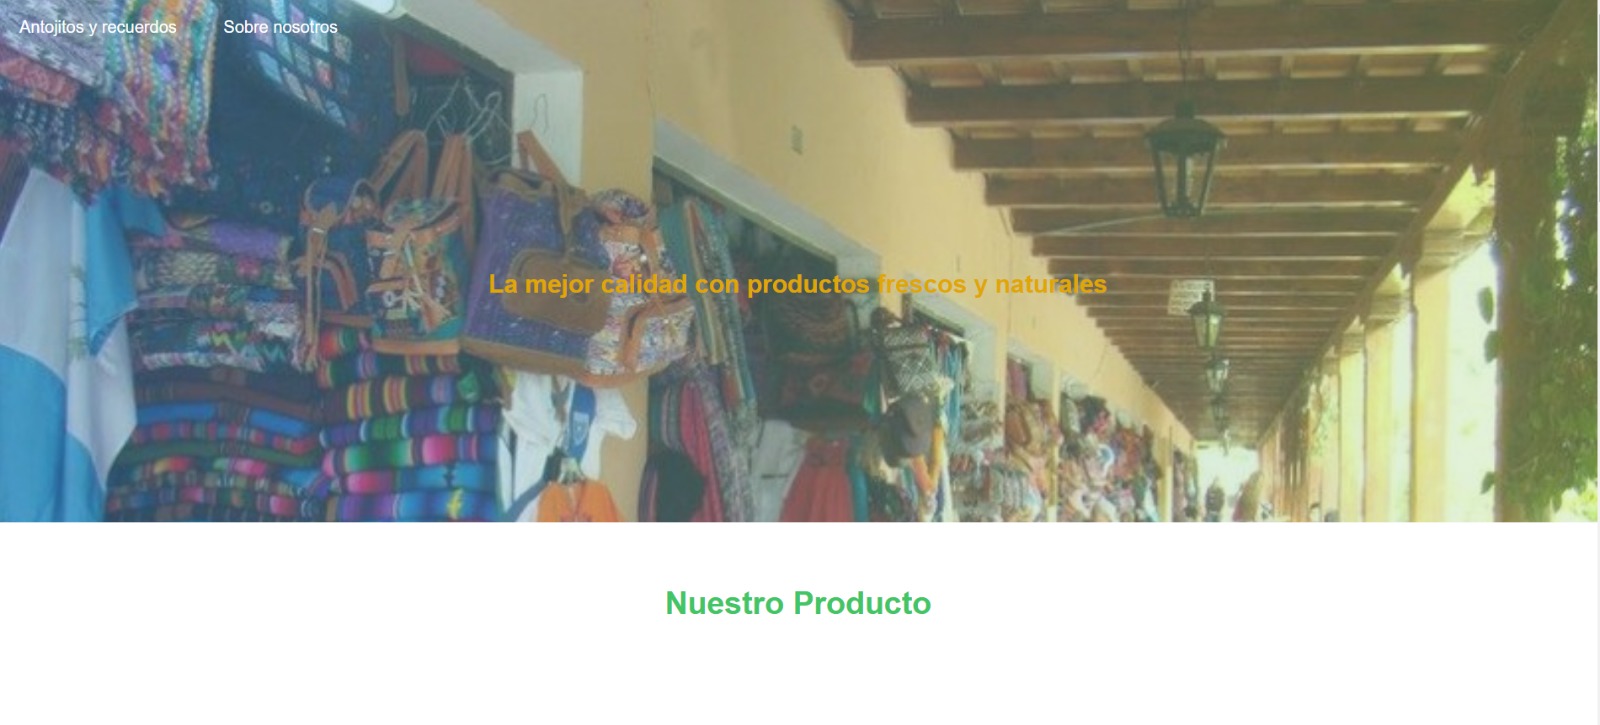 Antojitos y recuerdos
Sobre nosotros
La mejor calidad con productos frescos y naturales
Nuestro Producto